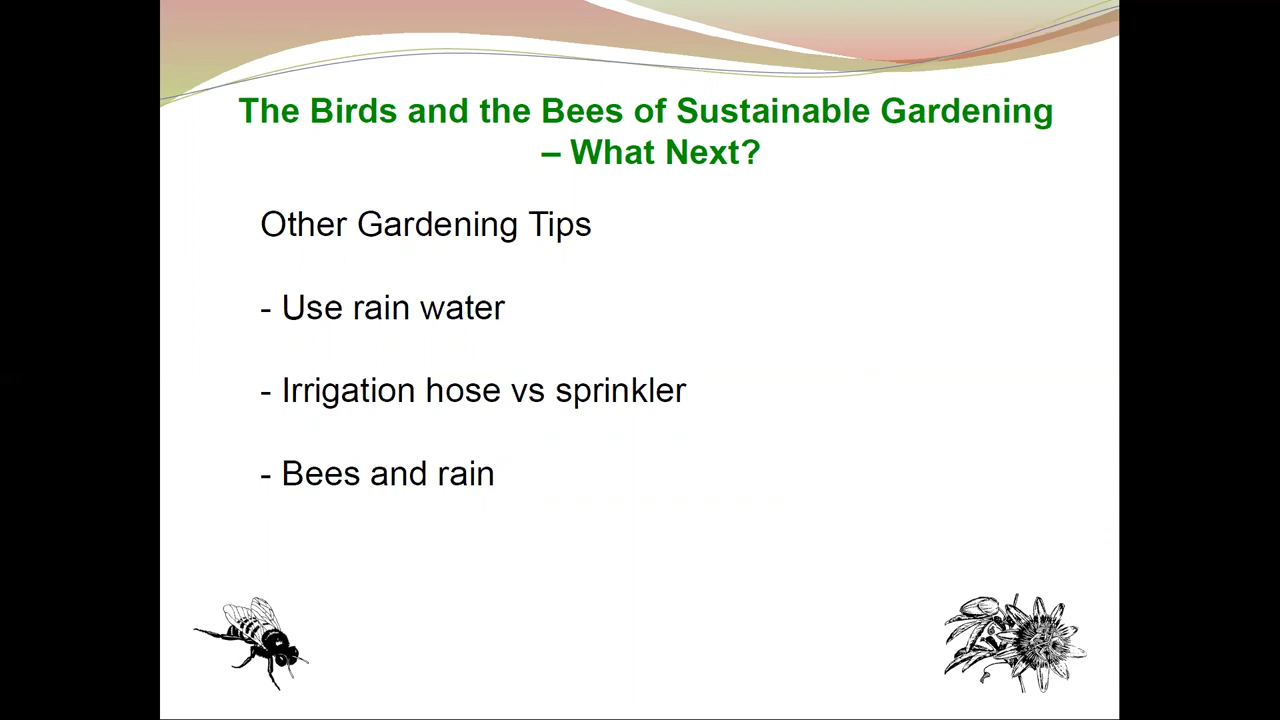 The Birds and the Bees of Sustainable Gardening
– What Next?
Other Gardening Tips
- Use rain water
- Irrigation hose vs sprinkler
- Bees and rain